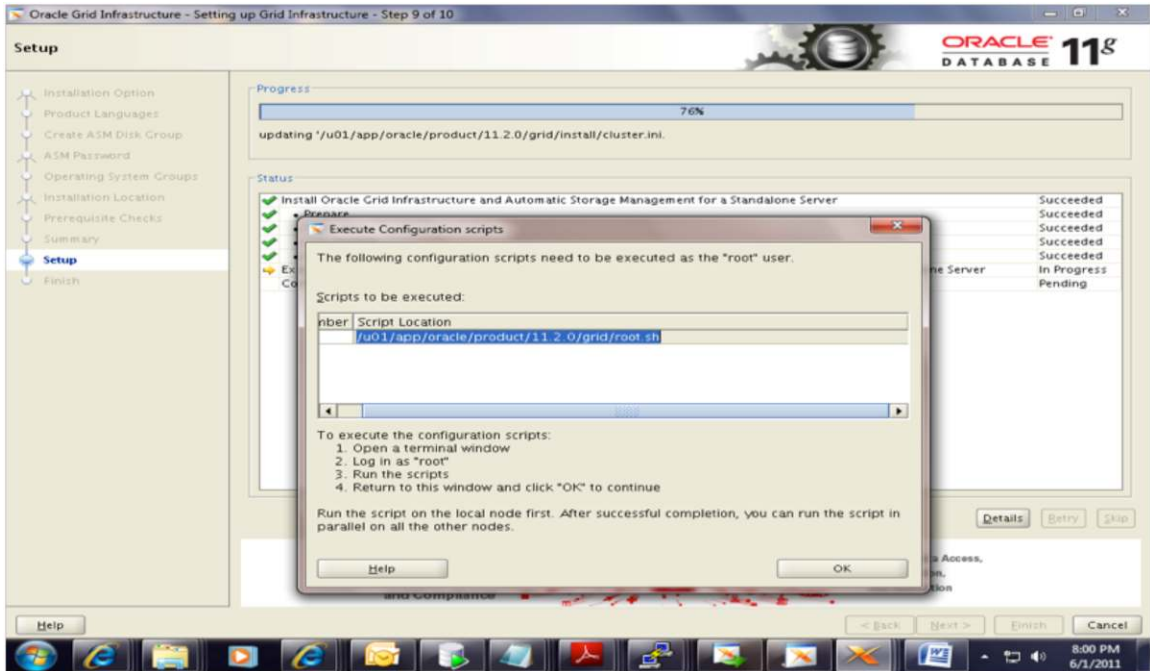 Oracle Grid Infrastructure - Setting up Grid Infrastructure - Step 9 of 10
Setup
ORACLE 11g
DATABASE
Installation Option
Product Languages
Create ASM Disk Group
ASM Password
Operating System Groups
Installation Location
Prerequisite Checks
Summary
Setup
Finish
Progress
76%
updating '/u01/app/oracle/product/11.2.0/grid/install/cluster.ini.
Status
Install Oracle Grid Infrastructure and Automatic Storage Management for a Standalone Server Succeeded
• Prepare Succeeded
Succeeded
Succeeded
Succeeded
Ex ne Server In Progress
Co Pending
Execute Configuration scripts
The following configuration scripts need to be executed as the "root" user.
Scripts to be executed:
nber Script Location
/u01/app/oracle/product/11.2.0/grid/root.sh
To execute the configuration scripts:
1. Open a terminal window
2. Log in as "root"
3. Run the scripts
4. Return to this window and click "OK" to continue
Run the script on the local node first. After successful completion, you can run the script in
parallel on all the other nodes.
Help OK
Details Retry Skip
Access,
and Compliance
Help < Back Next > Finish Cancel
8:00 PM
6/1/2011